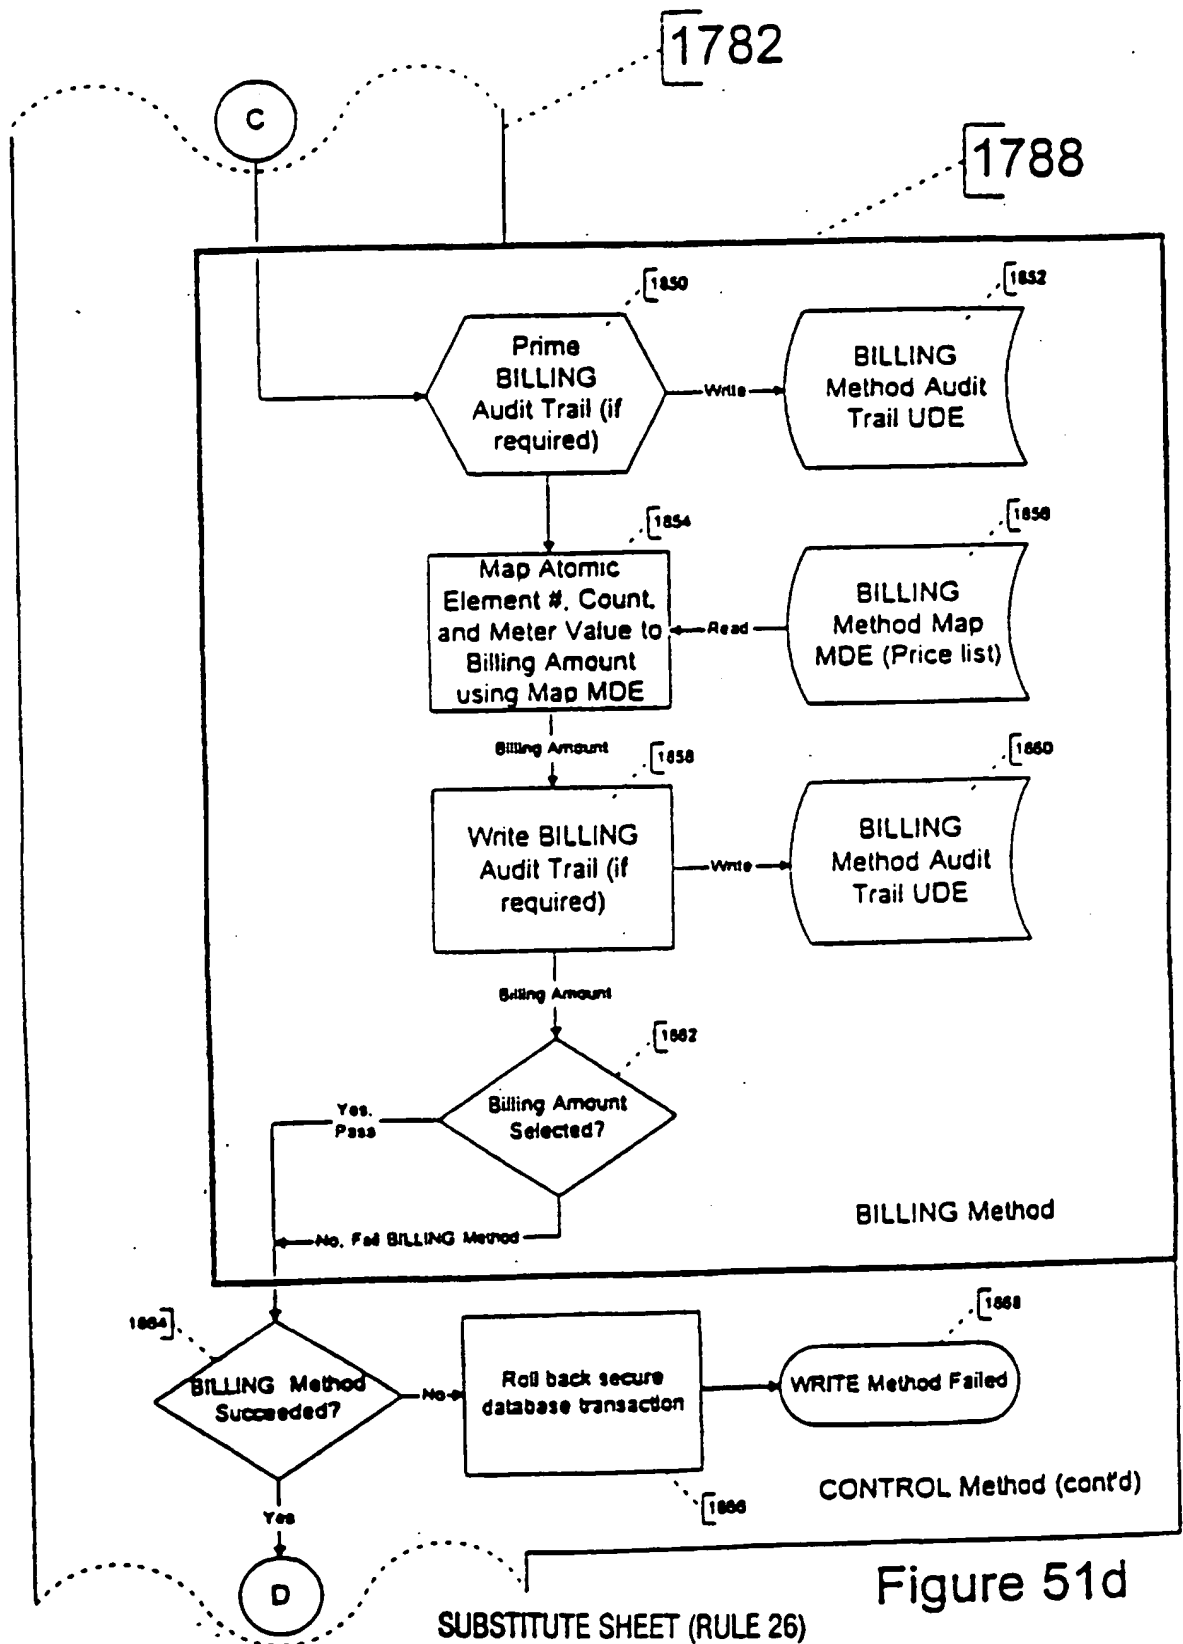 1782
C
1788
1850
Prime
BILLING
Audit Trail (if
required)
Write
1852
BILLING
Method Audit
Trail UDE
1854
Map Atomic
Element #, Count,
and Meter Value to
Billing Amount
using Map MDE
Read
1856
BILLING
Method Map
MDE (Price list)
Billing Amount
1858
Write BILLING
Audit Trail (if
required)
Write
1860
BILLING
Method Audit
Trail UDE
Billing Amount
1862
Billing Amount
Selected?
Yes,
Pass
No, Fail BILLING Method
BILLING Method
1864
BILLING Method
Succeeded?
No
Roll back secure
database transaction
1866
1868
WRITE Method Failed
CONTROL Method (cont'd)
Yes
D
Figure 51d
SUBSTITUTE SHEET (RULE 26)